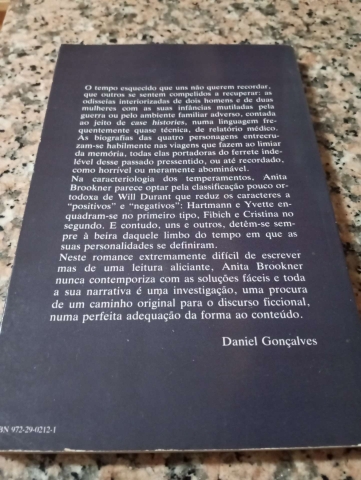 O tempo esquecido que uns não querem recordar,
que outros se sentem compelidos a recuperar: as
odisseias interiorizadas de dois homens e de duas
mulheres com as suas infâncias mutiladas pela
guerra ou pelo ambiente familiar adverso, contada
ao jeito de case histories, numa linguagem fre-
quentemente quase técnica, de relatório médico.
As biografias das quatro personagens entrecru-
zam-se habilmente nas viagens que fazem ao limiar
da memória, todas elas portadoras do ferrete inde-
lével desse passado pressentido, ou até recordado,
como horrível ou meramente abominável.
Na caracteriologia dos temperamentos, Anita
Brookner parece optar pela classificação pouco or-
todoxa de Will Durant que reduz os caracteres a
"positivos" e "negativos": Hartmann e Yvette en-
quadram-se no primeiro tipo, Fibich e Cristina no
segundo. E contudo, uns e outros, detêm-se sem-
pre à beira daquele limbo do tempo em que as
suas personalidades se definiram.
Neste romance extremamente difícil de escrever
mas de uma leitura aliciante, Anita Brookner
nunca contemporiza com as soluções fáceis e toda
a sua narrativa é uma investigação, uma procura
de um caminho original para o discurso ficcional,
numa perfeita adequação da forma ao conteúdo.
Daniel Gonçalves
BN 972-29-0212-1